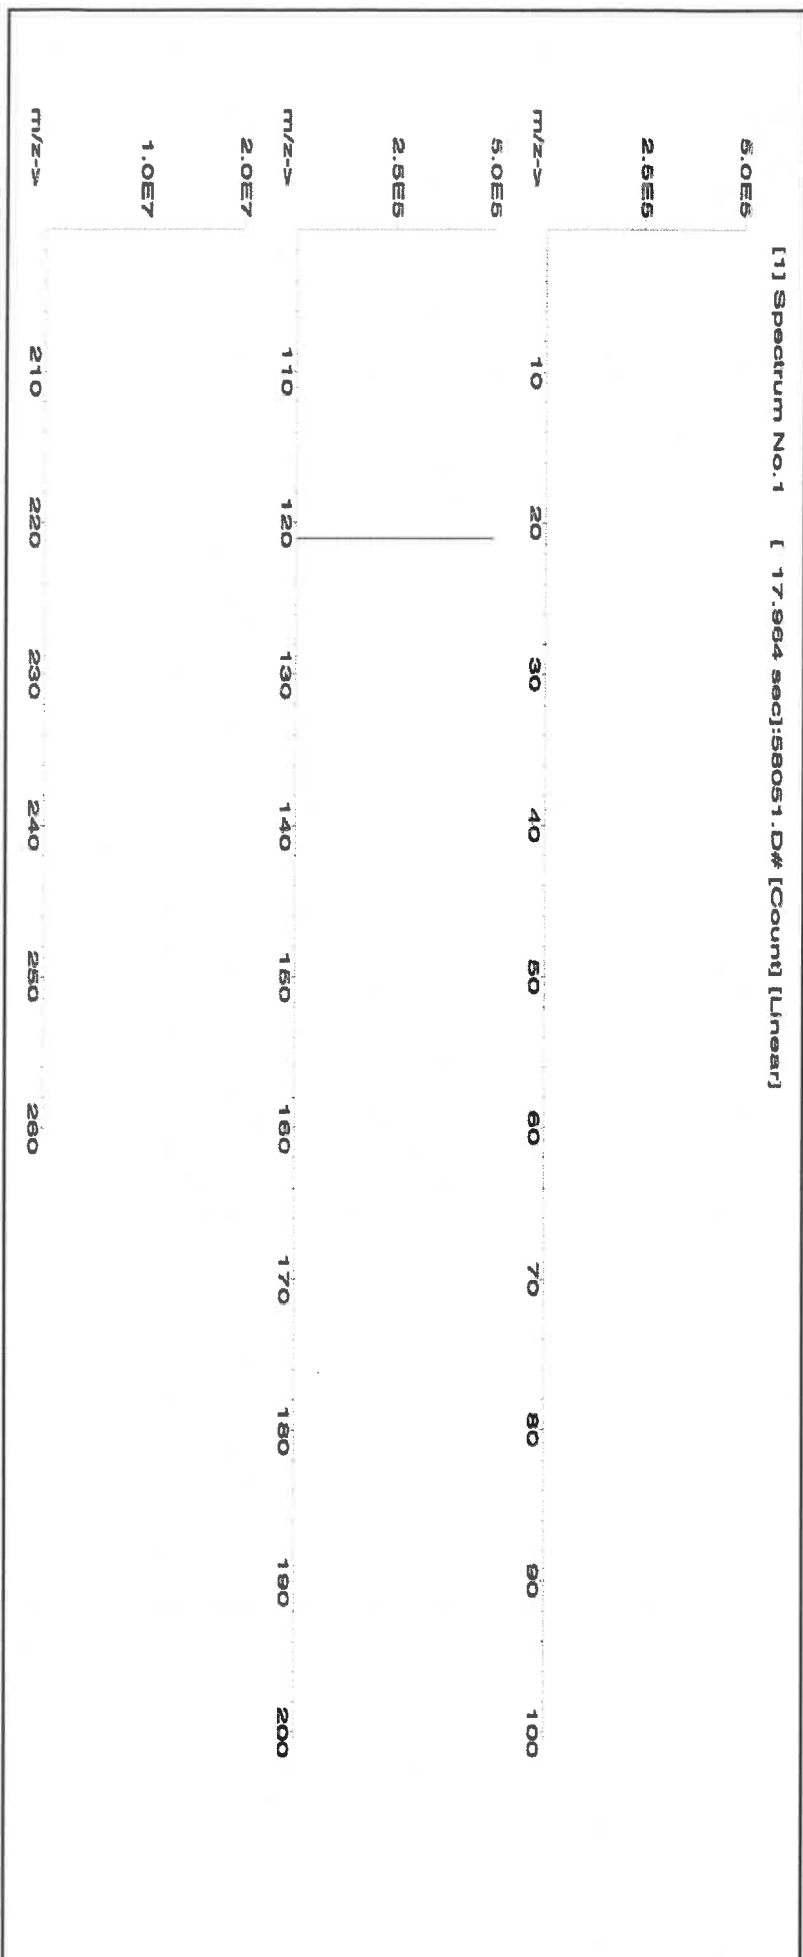 [1] Spectrum No.1 [ 17.964 sec]:58051.D# [Count] [Linear]
5.0E5
2.5E5
m/z-> 10 20 30 40 50 60 70 80 90 100
5.0E5
2.5E5
m/z-> 110 120 130 140 150 160 170 180 190 200
2.0E7
1.0E7
m/z-> 210 220 230 240 250 260